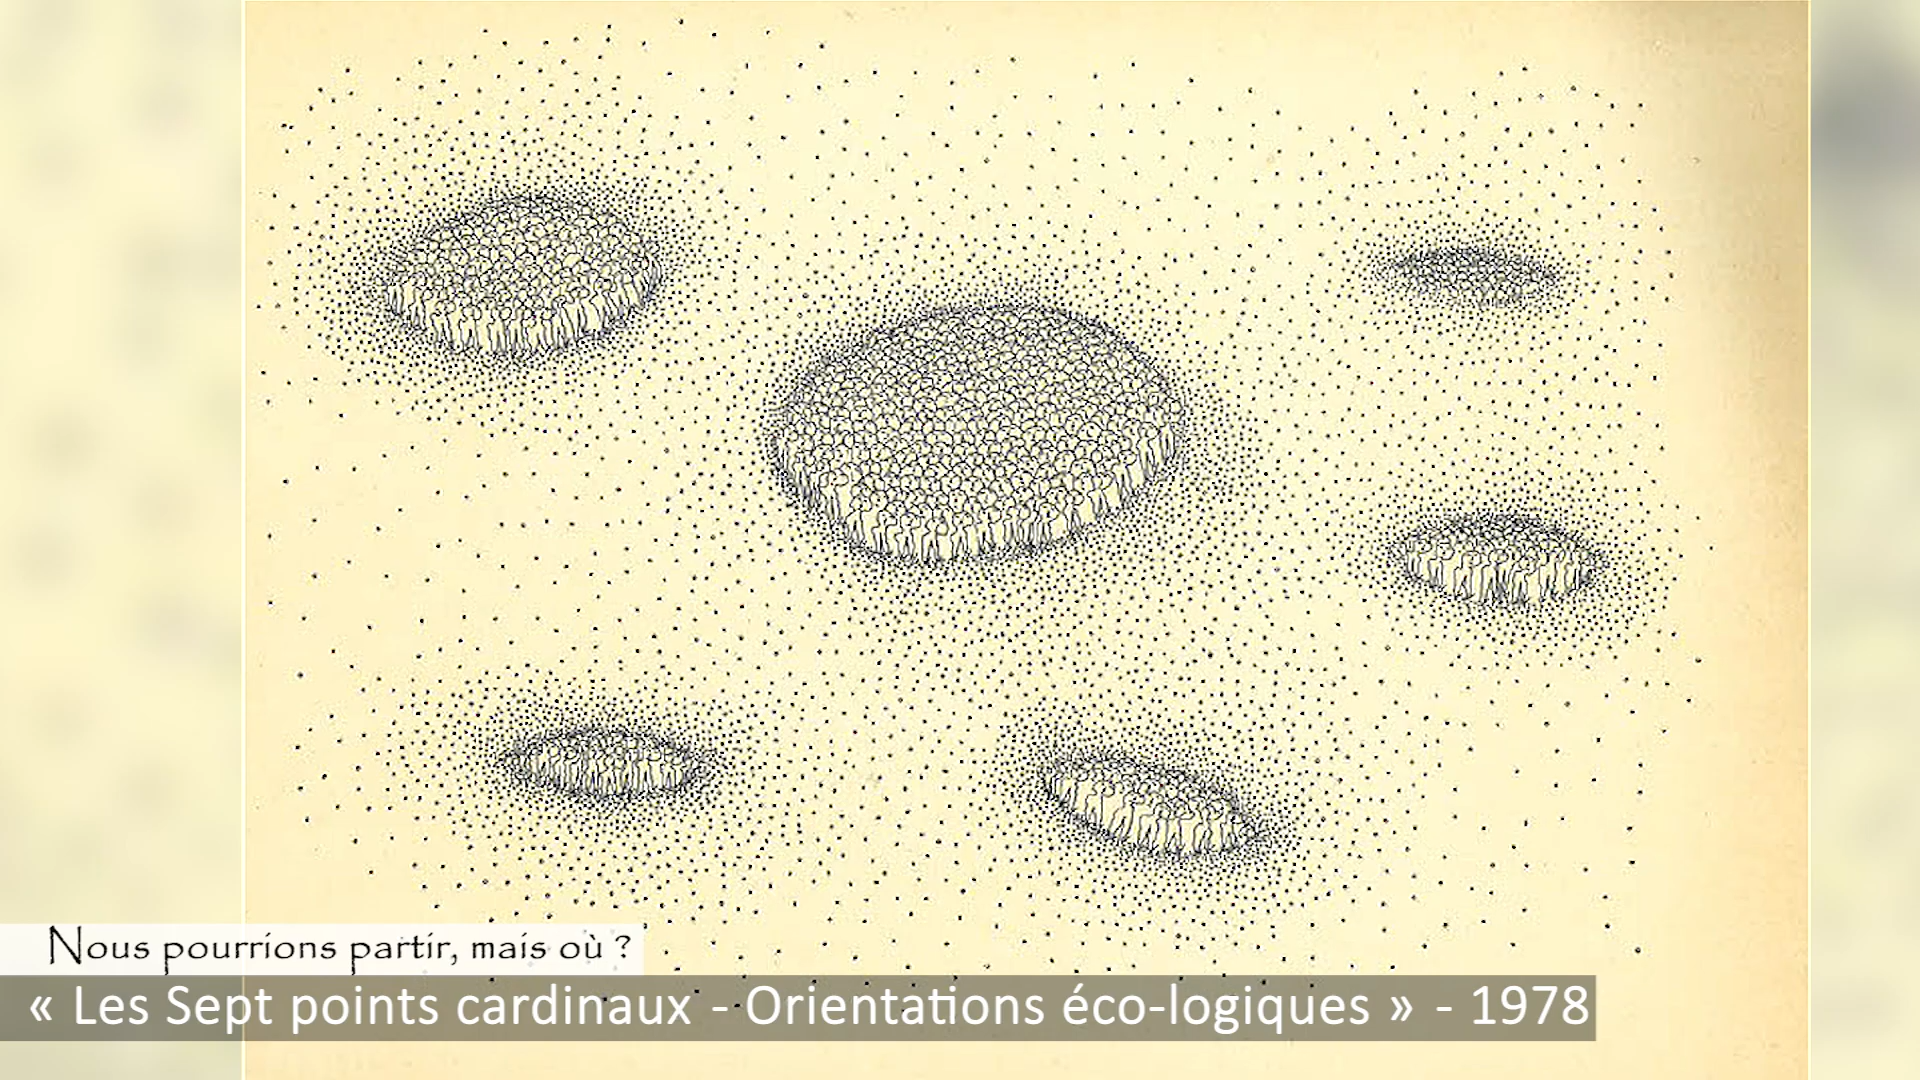 Nous pourrions partir, mais où ?
« Les Sept points cardinaux - Orientations éco-logiques » - 1978